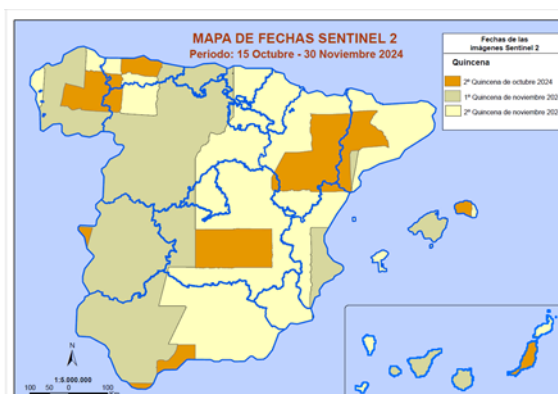 MAPA DE FECHAS SENTINEL 2
Periodo: 15 Octubre - 30 Noviembre 2024
Fechas de las
imágenes Sentinel 2
Quincena
2ª Quincena de octubre 2024
1ª Quincena de noviembre 202
2ª Quincena de noviembre 202
N
1:5.000.000
100 50 0 100
Km